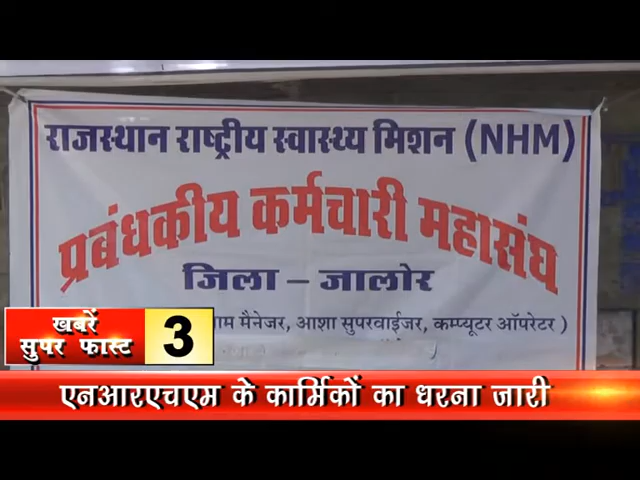 राजस्थान राष्ट्रीय स्वास्थ्य मिशन (NHM)
प्रबंधकीय कर्मचारी महासंघ
जिला – जालोर
मैनेजर, आशा सुपरवाईजर, कम्प्यूटर ऑपरेटर )
खबरें
सुपर फास्ट
3
एनआरएचएम के कार्मिकों का धरना जारी